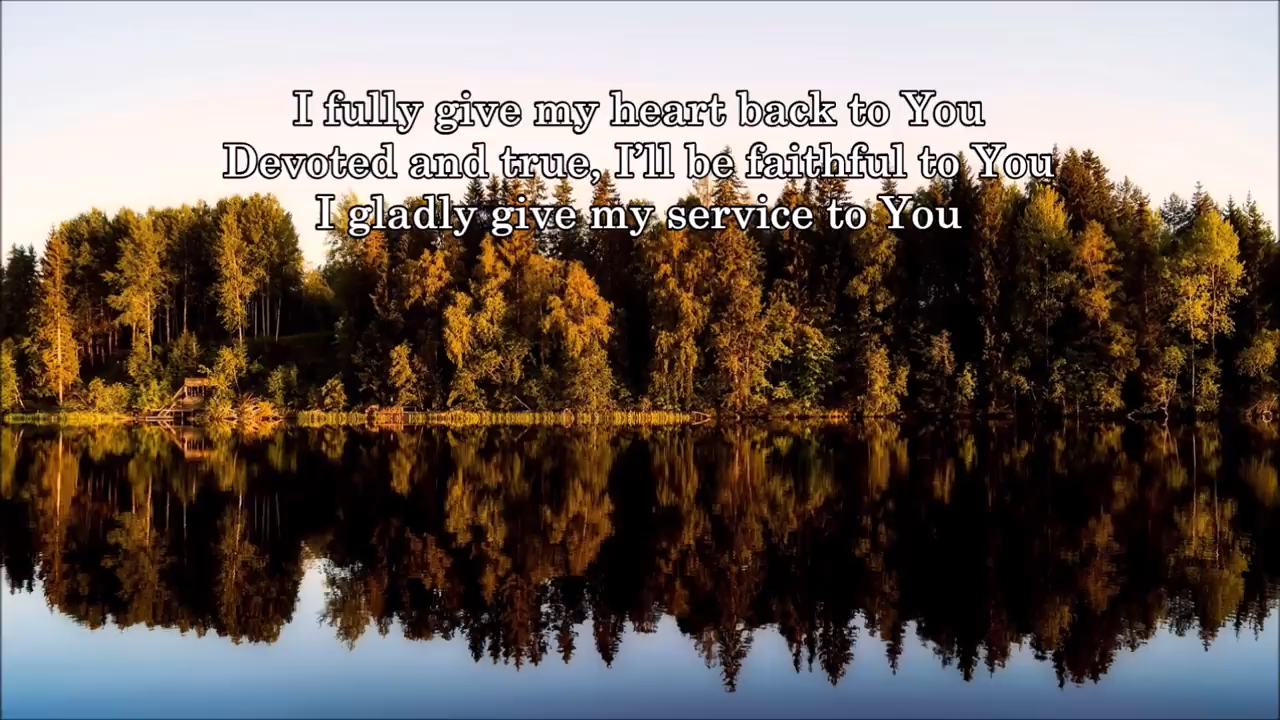 I fully give my heart back to You
Devoted and true, I’ll be faithful to You
I gladly give my service to You